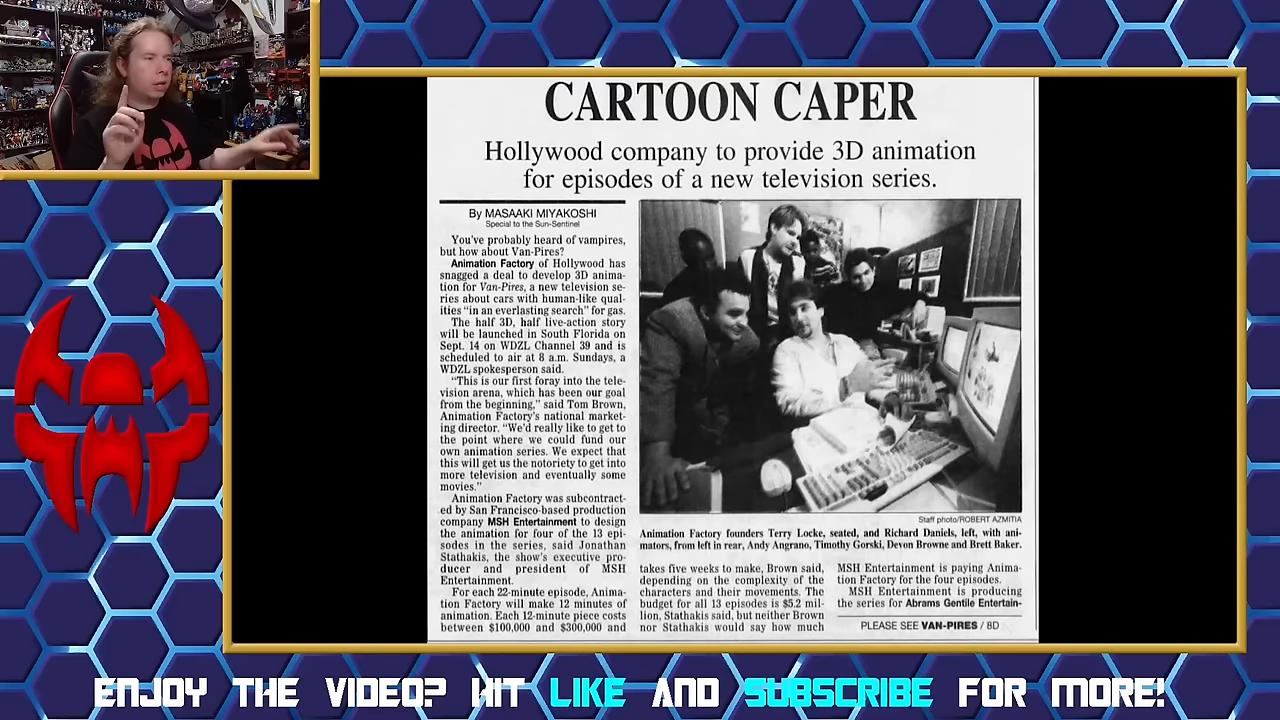 CARTOON CAPER
Hollywood company to provide 3D animation
for episodes of a new television series.
By MASAAKI MIYAKOSHI
Special to the Sun-Sentinel
You've probably heard of vampires,
but how about Van-Pires?
Animation Factory of Hollywood has
snagged a deal to develop 3D anima-
tion for Van-Pires, a new television se-
ries about cars with human-like qual-
ities "in an everlasting search" for gas.
The half 3D, half live-action story
will be launched in South Florida on
Sept. 14 on WDZL Channel 39 and is
scheduled to air at 8 a.m. Sundays, a
WDZL spokesperson said.
"This is our first foray into the tele-
vision arena, which has been our goal
from the beginning," said Tom Brown,
Animation Factory's national market-
ing director. "We'd really like to get to
the point where we could fund our
own animation series. We expect that
this will get us the notoriety to get into
more television and eventually some
movies."
Animation Factory was subcontract-
ed by San Francisco-based production
company MSH Entertainment to design
the animation for four of the 13 epi-
sodes in the series, said Jonathan
Stathakis, the show's executive pro-
ducer and president of MSH
Entertainment.
For each 22-minute episode, Anima-
tion Factory will make 12 minutes of
animation. Each 12-minute piece costs
between $100,000 and $300,000 and
Staff photo/ROBERT AZMITIA
Animation Factory founders Terry Locke, seated, and Richard Daniels, left, with ani-
mators, from left in rear, Andy Angrano, Timothy Gorski, Devon Browne and Brett Baker.
takes five weeks to make, Brown said,
depending on the complexity of the
characters and their movements. The
budget for all 13 episodes is $5.2 mil-
lion, Stathakis said, but neither Brown
nor Stathakis would say how much
MSH Entertainment is paying Anima-
tion Factory for the four episodes.
MSH Entertainment is producing
the series for Abrams Gentile Entertain-
PLEASE SEE VAN-PIRES / 8D
ENJOY THE VIDEO? HIT LIKE AND SUBSCRIBE FOR MORE!